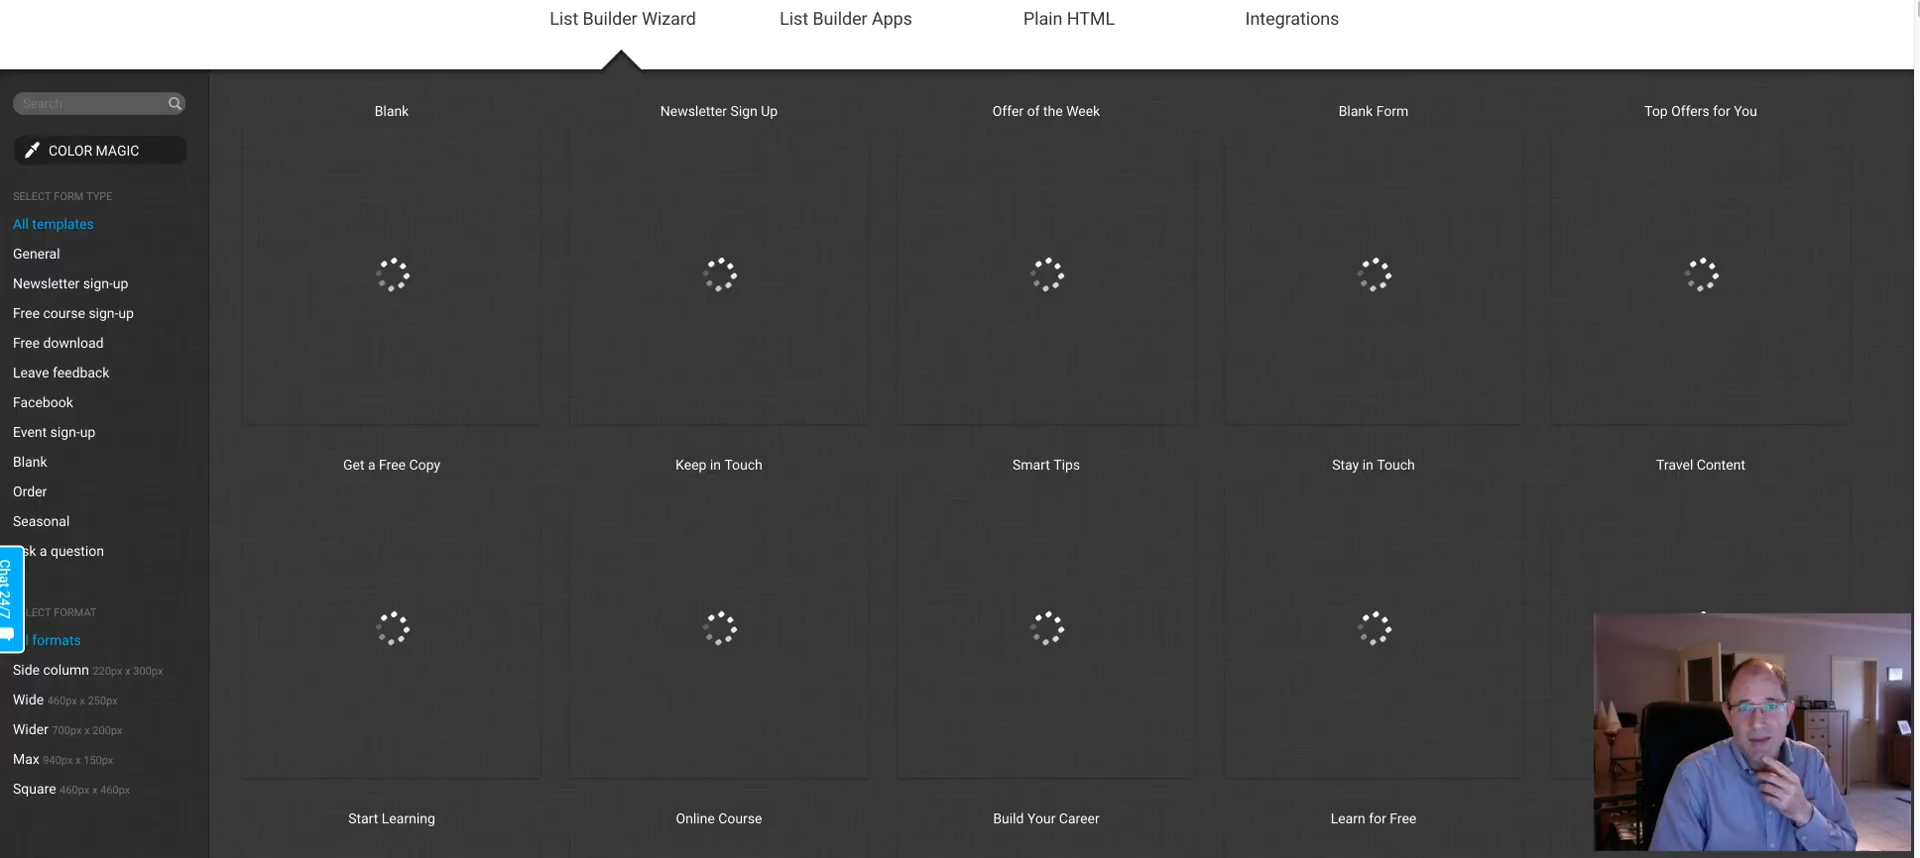 List Builder Wizard
List Builder Apps
Plain HTML
Integrations
Search
COLOR MAGIC
SELECT FORM TYPE
All templates
General
Newsletter sign-up
Free course sign-up
Free download
Leave feedback
Facebook
Event sign-up
Blank
Order
Seasonal
sk a question
Chat 24/7
LECT FORMAT
l formats
Side column 220px x 300px
Wide 460px x 250px
Wider 700px x 200px
Max 940px x 150px
Square 460px x 460px
Blank
Newsletter Sign Up
Offer of the Week
Blank Form
Top Offers for You
Get a Free Copy
Keep in Touch
Smart Tips
Stay in Touch
Travel Content
Start Learning
Online Course
Build Your Career
Learn for Free